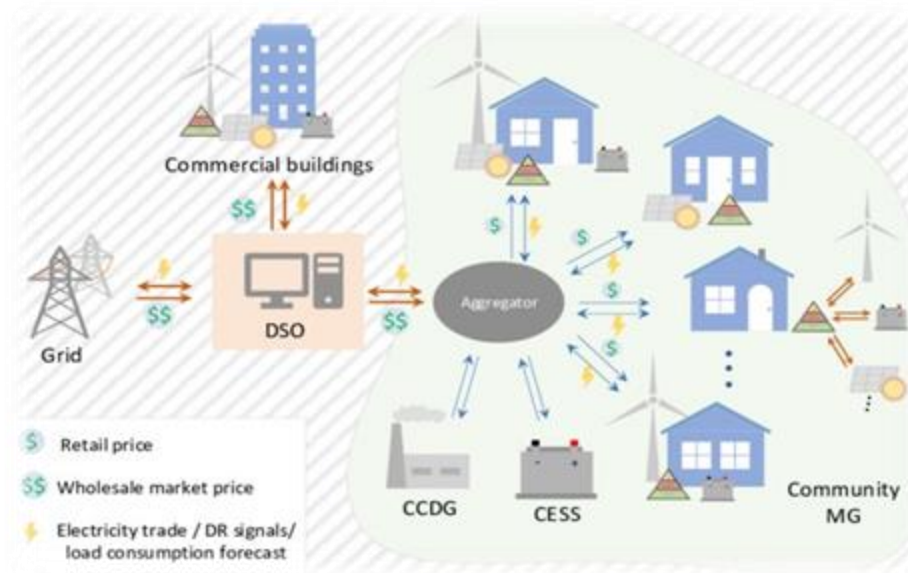 Commercial buildings
$$
$
$
$$
$$
Aggregator
$
DSO
Grid
$
$ Retail price
$$ Wholesale market price
Electricity trade / DR signals/
load consumption forecast
CCDG
CESS
Community
MG